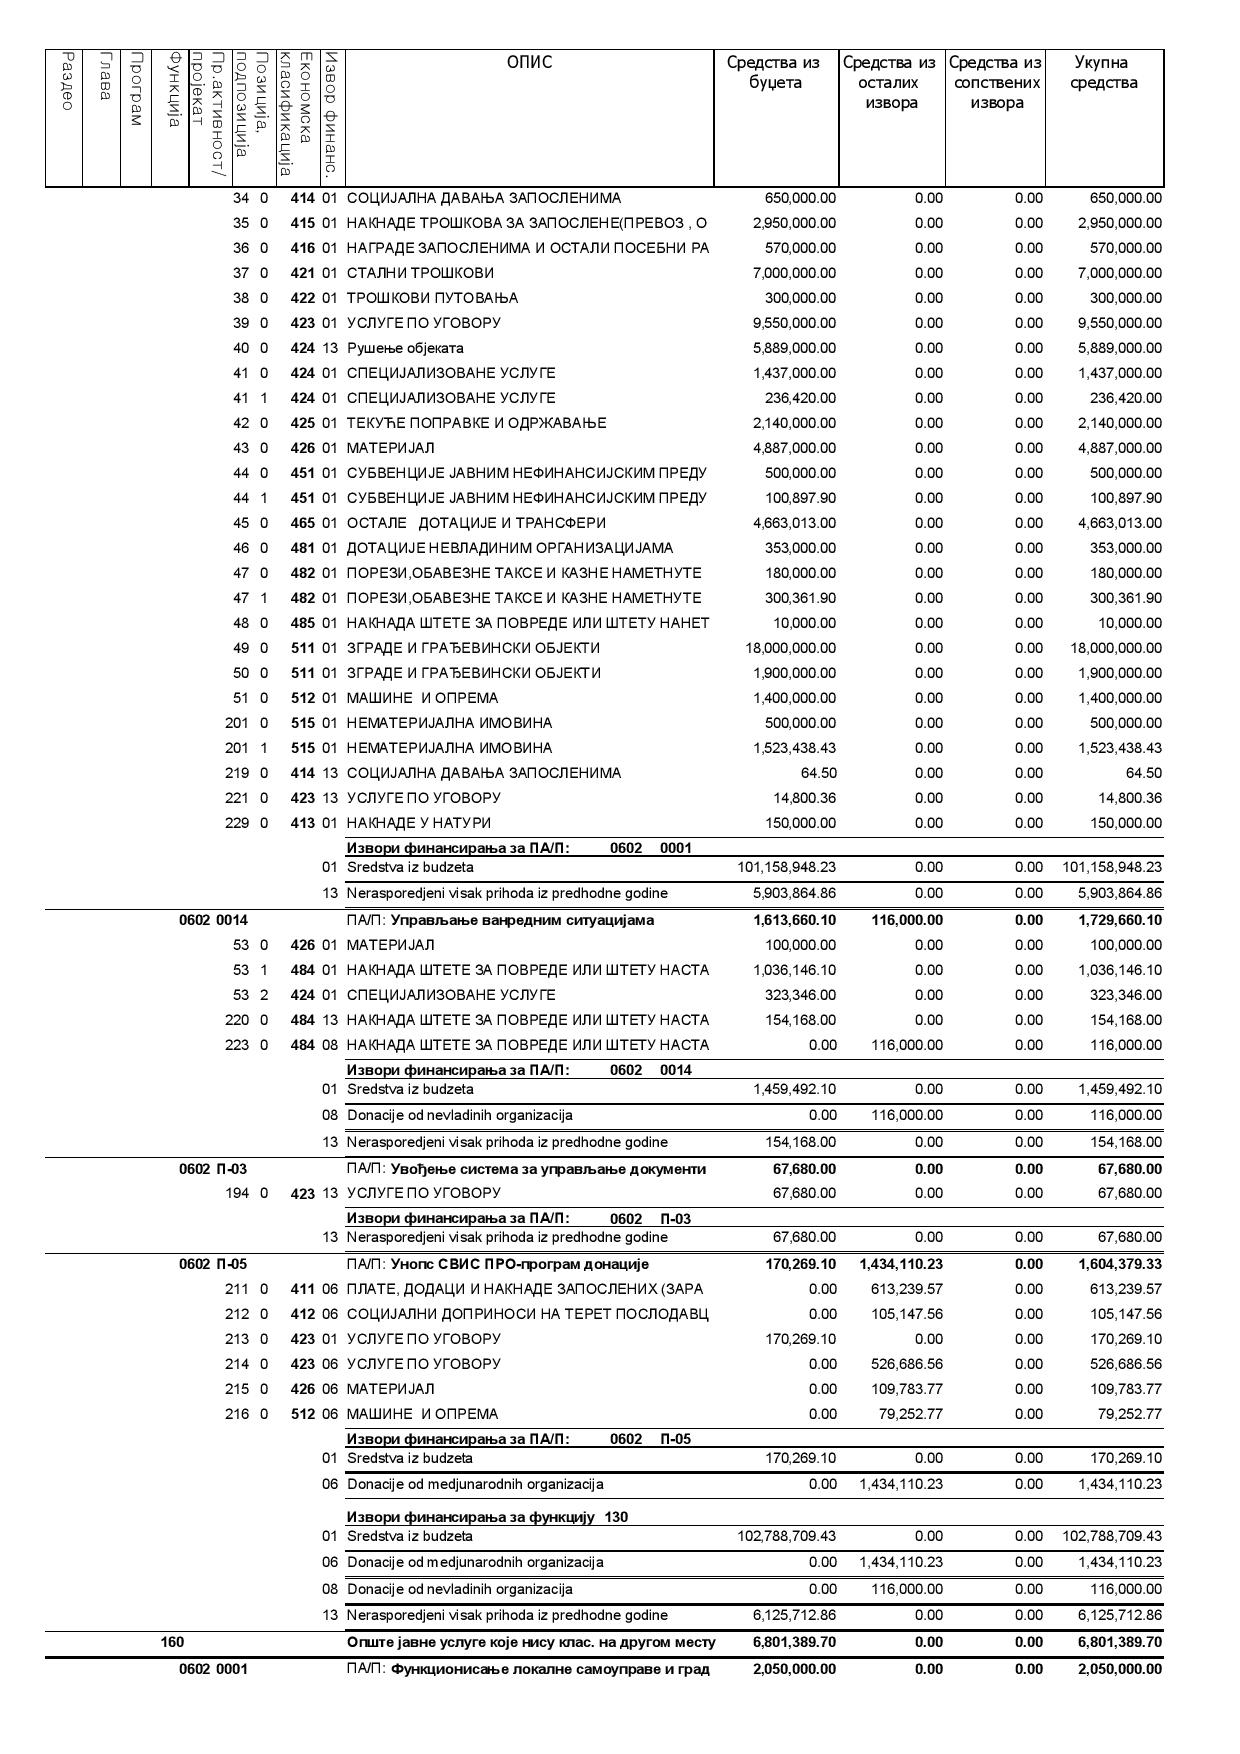 Раздео Глава Програм Функција Пр.активност/ пројекат Позиција, подпозиција Економска класификација Извор финанс. ОПИС Средства из буџета Средства из осталих извора Средства из сопствених извора Укупна средства
34 0 414 01 СОЦИЈАЛНА ДАВАЊА ЗАПОСЛЕНИМА 650,000.00 0.00 0.00 650,000.00
35 0 415 01 НАКНАДЕ ТРОШКОВА ЗА ЗАПОСЛЕНЕ(ПРЕВОЗ , О 2,950,000.00 0.00 0.00 2,950,000.00
36 0 416 01 НАГРАДЕ ЗАПОСЛЕНИМА И ОСТАЛИ ПОСЕБНИ РА 570,000.00 0.00 0.00 570,000.00
37 0 421 01 СТАЛНИ ТРОШКОВИ 7,000,000.00 0.00 0.00 7,000,000.00
38 0 422 01 ТРОШКОВИ ПУТОВАЊА 300,000.00 0.00 0.00 300,000.00
39 0 423 01 УСЛУГЕ ПО УГОВОРУ 9,550,000.00 0.00 0.00 9,550,000.00
40 0 424 13 Рушење објеката 5,889,000.00 0.00 0.00 5,889,000.00
41 0 424 01 СПЕЦИЈАЛИЗОВАНЕ УСЛУГЕ 1,437,000.00 0.00 0.00 1,437,000.00
41 1 424 01 СПЕЦИЈАЛИЗОВАНЕ УСЛУГЕ 236,420.00 0.00 0.00 236,420.00
42 0 425 01 ТЕКУЋЕ ПОПРАВКЕ И ОДРЖАВАЊЕ 2,140,000.00 0.00 0.00 2,140,000.00
43 0 426 01 МАТЕРИЈАЛ 4,887,000.00 0.00 0.00 4,887,000.00
44 0 451 01 СУБВЕНЦИЈЕ ЈАВНИМ НЕФИНАНСИЈСКИМ ПРЕДУ 500,000.00 0.00 0.00 500,000.00
44 1 451 01 СУБВЕНЦИЈЕ ЈАВНИМ НЕФИНАНСИЈСКИМ ПРЕДУ 100,897.90 0.00 0.00 100,897.90
45 0 465 01 ОСТАЛЕ ДОТАЦИЈЕ И ТРАНСФЕРИ 4,663,013.00 0.00 0.00 4,663,013.00
46 0 481 01 ДОТАЦИЈЕ НЕВЛАДИНИМ ОРГАНИЗАЦИЈАМА 353,000.00 0.00 0.00 353,000.00
47 0 482 01 ПОРЕЗИ,ОБАВЕЗНЕ ТАКСЕ И КАЗНЕ НАМЕТНУТЕ 180,000.00 0.00 0.00 180,000.00
47 1 482 01 ПОРЕЗИ,ОБАВЕЗНЕ ТАКСЕ И КАЗНЕ НАМЕТНУТЕ 300,361.90 0.00 0.00 300,361.90
48 0 485 01 НАКНАДА ШТЕТЕ ЗА ПОВРЕДЕ ИЛИ ШТЕТУ НАНЕТ 10,000.00 0.00 0.00 10,000.00
49 0 511 01 ЗГРАДЕ И ГРАЂЕВИНСКИ ОБЈЕКТИ 18,000,000.00 0.00 0.00 18,000,000.00
50 0 511 01 ЗГРАДЕ И ГРАЂЕВИНСКИ ОБЈЕКТИ 1,900,000.00 0.00 0.00 1,900,000.00
51 0 512 01 МАШИНЕ И ОПРЕМА 1,400,000.00 0.00 0.00 1,400,000.00
201 0 515 01 НЕМАТЕРИЈАЛНА ИМОВИНА 500,000.00 0.00 0.00 500,000.00
201 1 515 01 НЕМАТЕРИЈАЛНА ИМОВИНА 1,523,438.43 0.00 0.00 1,523,438.43
219 0 414 13 СОЦИЈАЛНА ДАВАЊА ЗАПОСЛЕНИМА 64.50 0.00 0.00 64.50
221 0 423 13 УСЛУГЕ ПО УГОВОРУ 14,800.36 0.00 0.00 14,800.36
229 0 413 01 НАКНАДЕ У НАТУРИ 150,000.00 0.00 0.00 150,000.00
Извори финансирања за ПА/П: 0602 0001
01 Sredstva iz budzeta 101,158,948.23 0.00 0.00 101,158,948.23
13 Nerasporedjeni visak prihoda iz predhodne godine 5,903,864.86 0.00 0.00 5,903,864.86
0602 0014 ПА/П: Управљање ванредним ситуацијама 1,613,660.10 116,000.00 0.00 1,729,660.10
53 0 426 01 МАТЕРИЈАЛ 100,000.00 0.00 0.00 100,000.00
53 1 484 01 НАКНАДА ШТЕТЕ ЗА ПОВРЕДЕ ИЛИ ШТЕТУ НАСТА 1,036,146.10 0.00 0.00 1,036,146.10
53 2 424 01 СПЕЦИЈАЛИЗОВАНЕ УСЛУГЕ 323,346.00 0.00 0.00 323,346.00
220 0 484 13 НАКНАДА ШТЕТЕ ЗА ПОВРЕДЕ ИЛИ ШТЕТУ НАСТА 154,168.00 0.00 0.00 154,168.00
223 0 484 08 НАКНАДА ШТЕТЕ ЗА ПОВРЕДЕ ИЛИ ШТЕТУ НАСТА 0.00 116,000.00 0.00 116,000.00
Извори финансирања за ПА/П: 0602 0014
01 Sredstva iz budzeta 1,459,492.10 0.00 0.00 1,459,492.10
08 Donacije od nevladinih organizacija 0.00 116,000.00 0.00 116,000.00
13 Nerasporedjeni visak prihoda iz predhodne godine 154,168.00 0.00 0.00 154,168.00
0602 П-03 ПА/П: Увођење система за управљање документи 67,680.00 0.00 0.00 67,680.00
194 0 423 13 УСЛУГЕ ПО УГОВОРУ 67,680.00 0.00 0.00 67,680.00
Извори финансирања за ПА/П: 0602 П-03
13 Nerasporedjeni visak prihoda iz predhodne godine 67,680.00 0.00 0.00 67,680.00
0602 П-05 ПА/П: Унопс СВИС ПРО-програм донације 170,269.10 1,434,110.23 0.00 1,604,379.33
211 0 411 06 ПЛАТЕ, ДОДАЦИ И НАКНАДЕ ЗАПОСЛЕНИХ (ЗАРА 0.00 613,239.57 0.00 613,239.57
212 0 412 06 СОЦИЈАЛНИ ДОПРИНОСИ НА ТЕРЕТ ПОСЛОДАВЦ 0.00 105,147.56 0.00 105,147.56
213 0 423 01 УСЛУГЕ ПО УГОВОРУ 170,269.10 0.00 0.00 170,269.10
214 0 423 06 УСЛУГЕ ПО УГОВОРУ 0.00 526,686.56 0.00 526,686.56
215 0 426 06 МАТЕРИЈАЛ 0.00 109,783.77 0.00 109,783.77
216 0 512 06 МАШИНЕ И ОПРЕМА 0.00 79,252.77 0.00 79,252.77
Извори финансирања за ПА/П: 0602 П-05
01 Sredstva iz budzeta 170,269.10 0.00 0.00 170,269.10
06 Donacije od medjunarodnih organizacija 0.00 1,434,110.23 0.00 1,434,110.23
Извори финансирања за функцију 130
01 Sredstva iz budzeta 102,788,709.43 0.00 0.00 102,788,709.43
06 Donacije od medjunarodnih organizacija 0.00 1,434,110.23 0.00 1,434,110.23
08 Donacije od nevladinih organizacija 0.00 116,000.00 0.00 116,000.00
13 Nerasporedjeni visak prihoda iz predhodne godine 6,125,712.86 0.00 0.00 6,125,712.86
160 Опште јавне услуге које нису клас. на другом месту 6,801,389.70 0.00 0.00 6,801,389.70
0602 0001 ПА/П: Функционисање локалне самоуправе и град 2,050,000.00 0.00 0.00 2,050,000.00